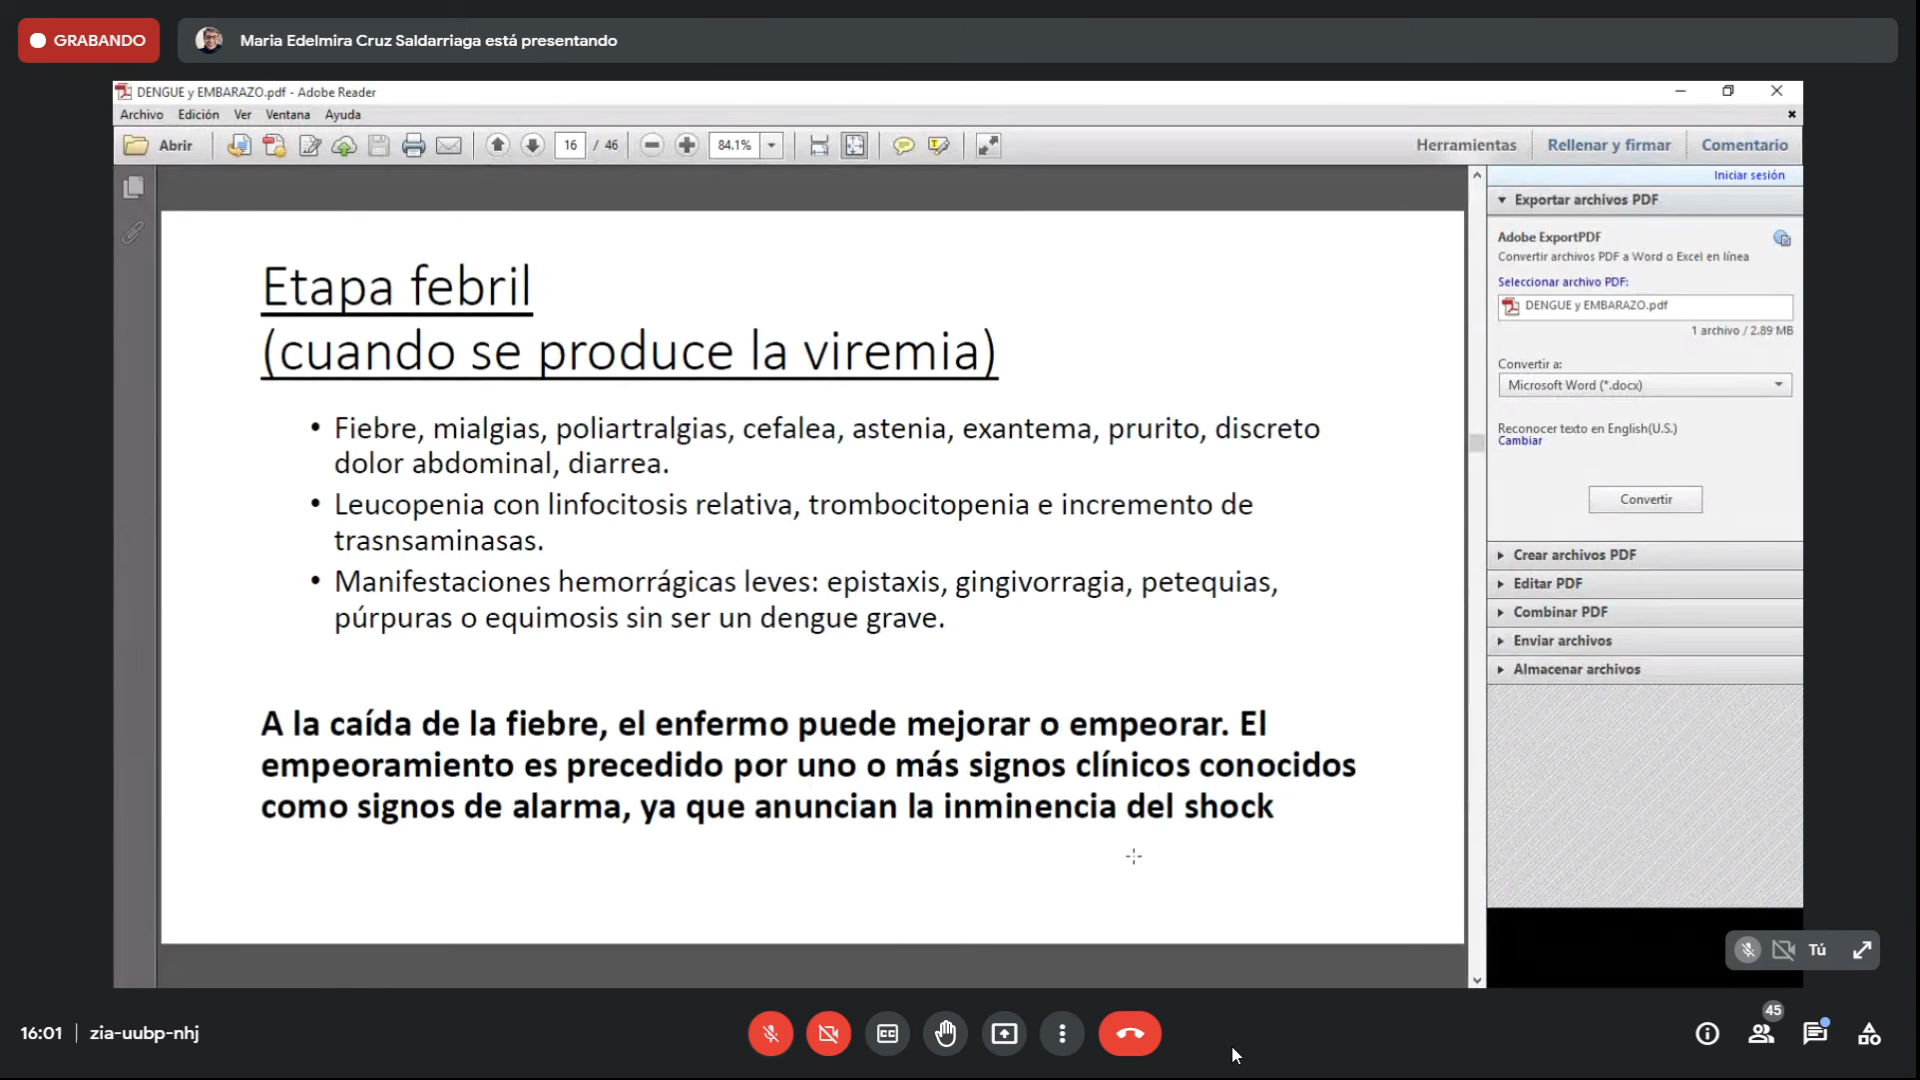 GRABANDO
Maria Edelmira Cruz Saldarriaga está presentando
DENGUE y EMBARAZO.pdf - Adobe Reader
Archivo Edición Ver Ventana Ayuda
Abrir 16 / 46 84.1% Herramientas Rellenar y firmar Comentario
Iniciar sesión
Exportar archivos PDF
Adobe ExportPDF
Convertir archivos PDF a Word o Excel en línea
Seleccionar archivo PDF:
DENGUE y EMBARAZO.pdf
1 archivo / 2.89 MB
Convertir a:
Microsoft Word (*.docx)
Reconocer texto en English(U.S.)
Cambiar
Convertir
Crear archivos PDF
Editar PDF
Combinar PDF
Enviar archivos
Almacenar archivos
Etapa febril
(cuando se produce la viremia)
• Fiebre, mialgias, poliartralgias, cefalea, astenia, exantema, prurito, discreto
dolor abdominal, diarrea.
• Leucopenia con linfocitosis relativa, trombocitopenia e incremento de
trasnsaminasas.
• Manifestaciones hemorrágicas leves: epistaxis, gingivorragia, petequias,
púrpuras o equimosis sin ser un dengue grave.
A la caída de la fiebre, el enfermo puede mejorar o empeorar. El
empeoramiento es precedido por uno o más signos clínicos conocidos
como signos de alarma, ya que anuncian la inminencia del shock
Tú
16:01 | zia-uubp-nhj
45